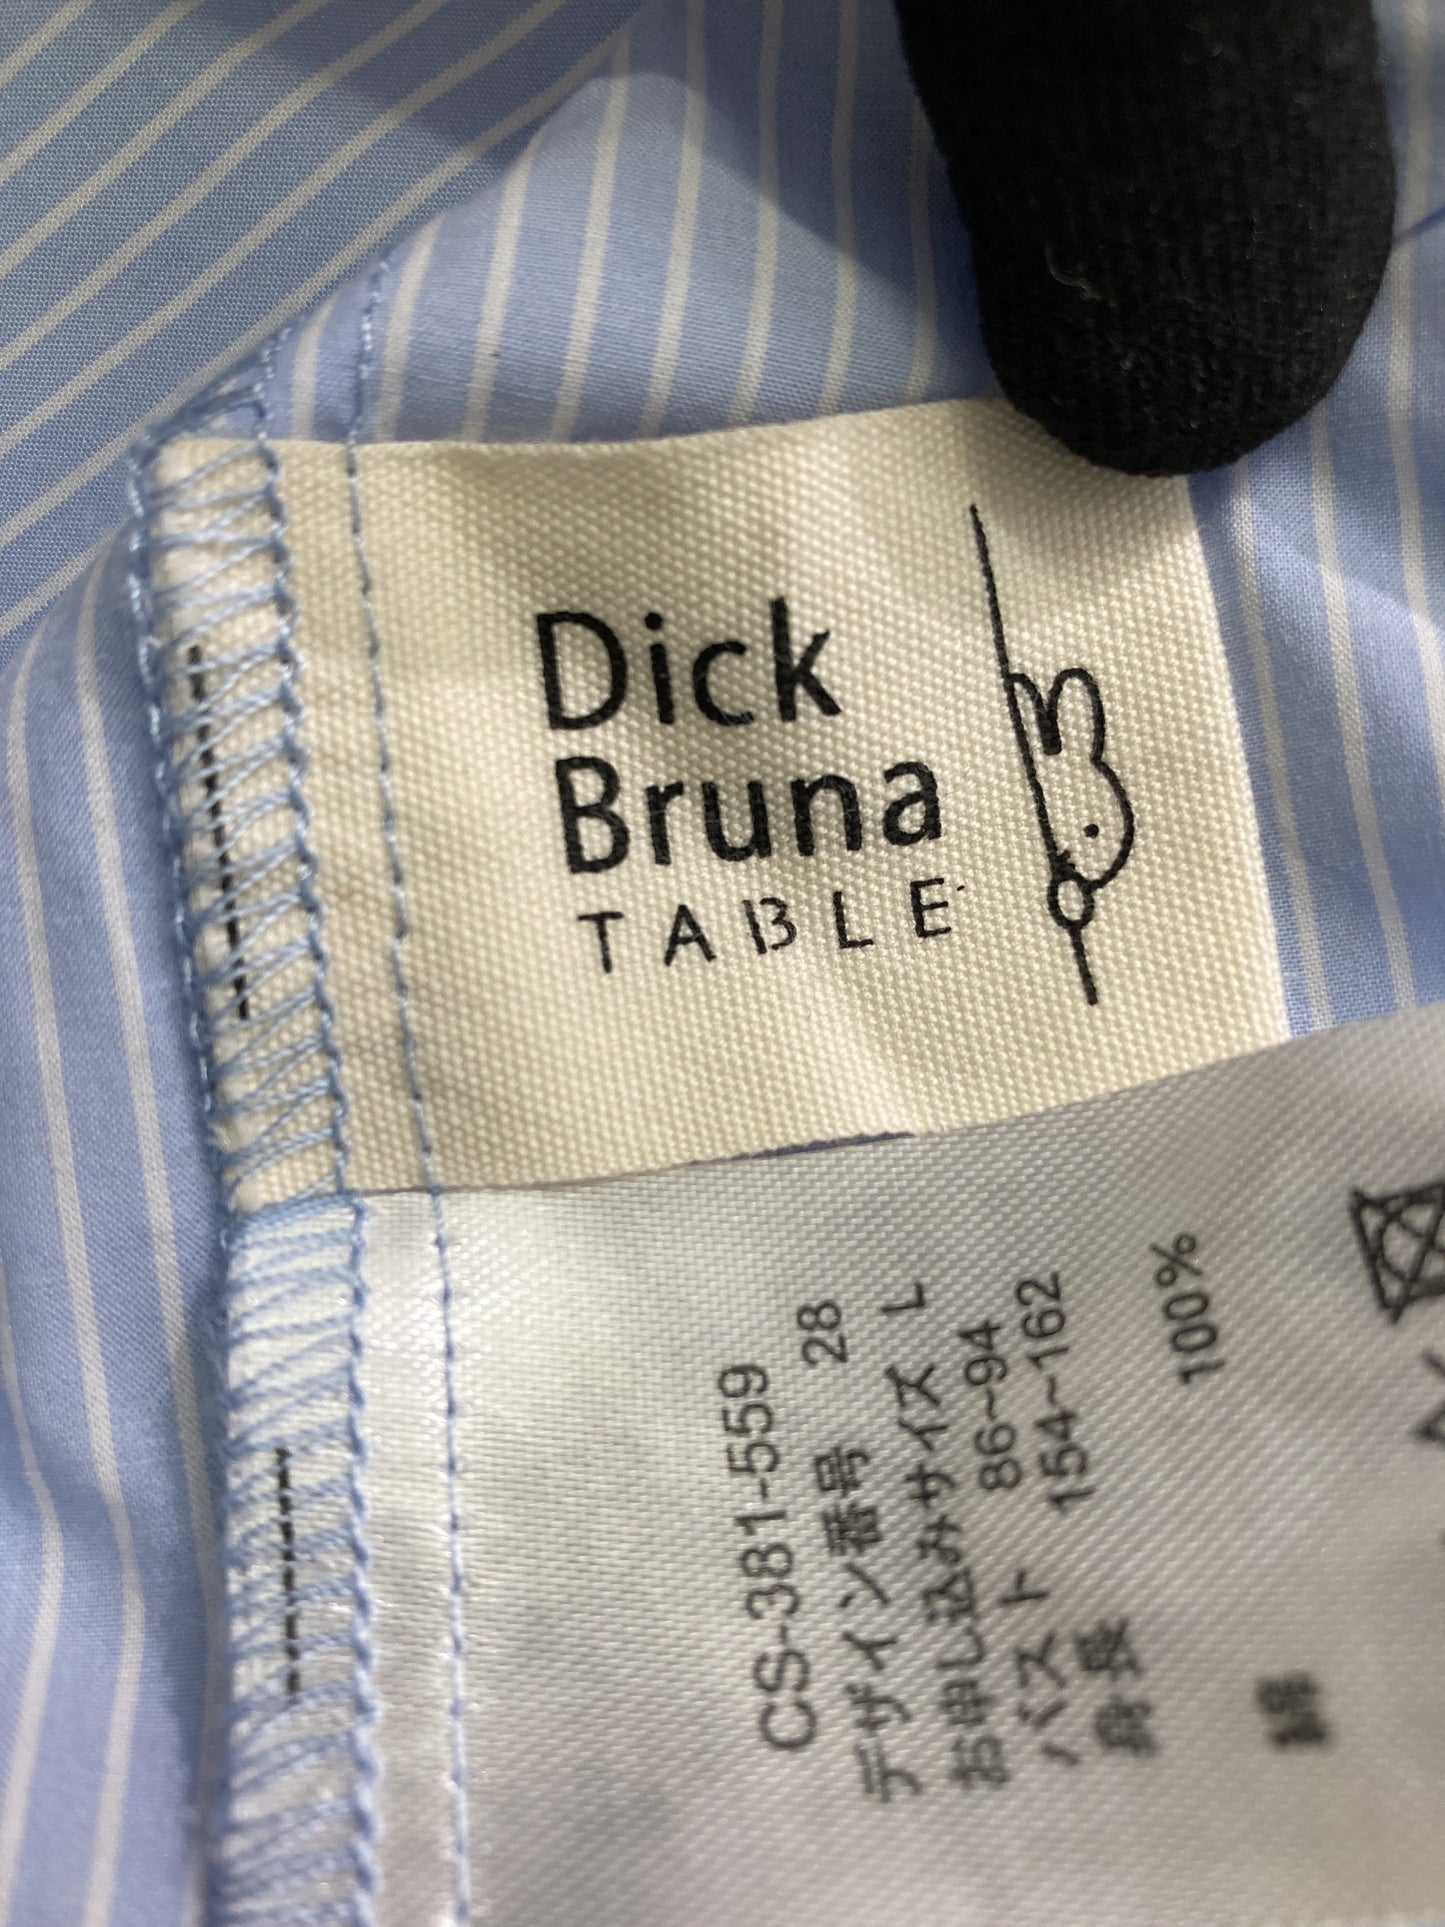 Dick
Bruna
TABLE
CS-381-559
デザイン番号 28
お申し込みサイズ L
バスト 86~94
身長 154~162
綿 100%